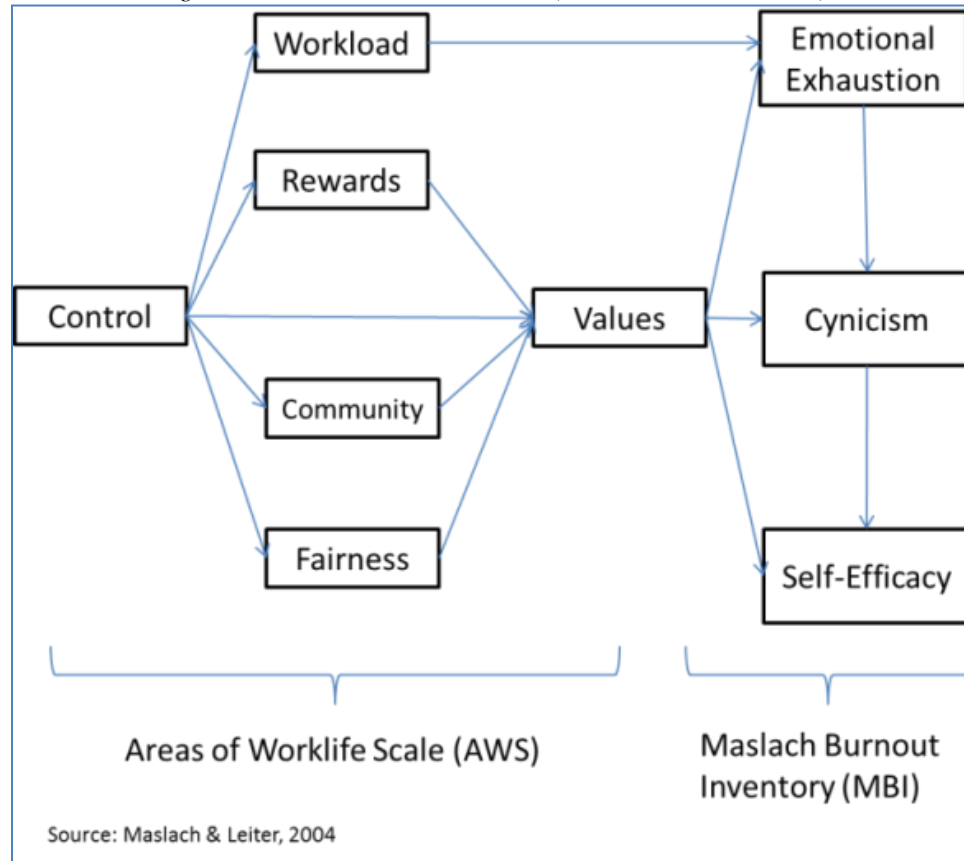 Workload
Emotional
Exhaustion
Rewards
Control
Values
Cynicism
Community
Fairness
Self-Efficacy
Areas of Worklife Scale (AWS)
Maslach Burnout
Inventory (MBI)
Source: Maslach & Leiter, 2004